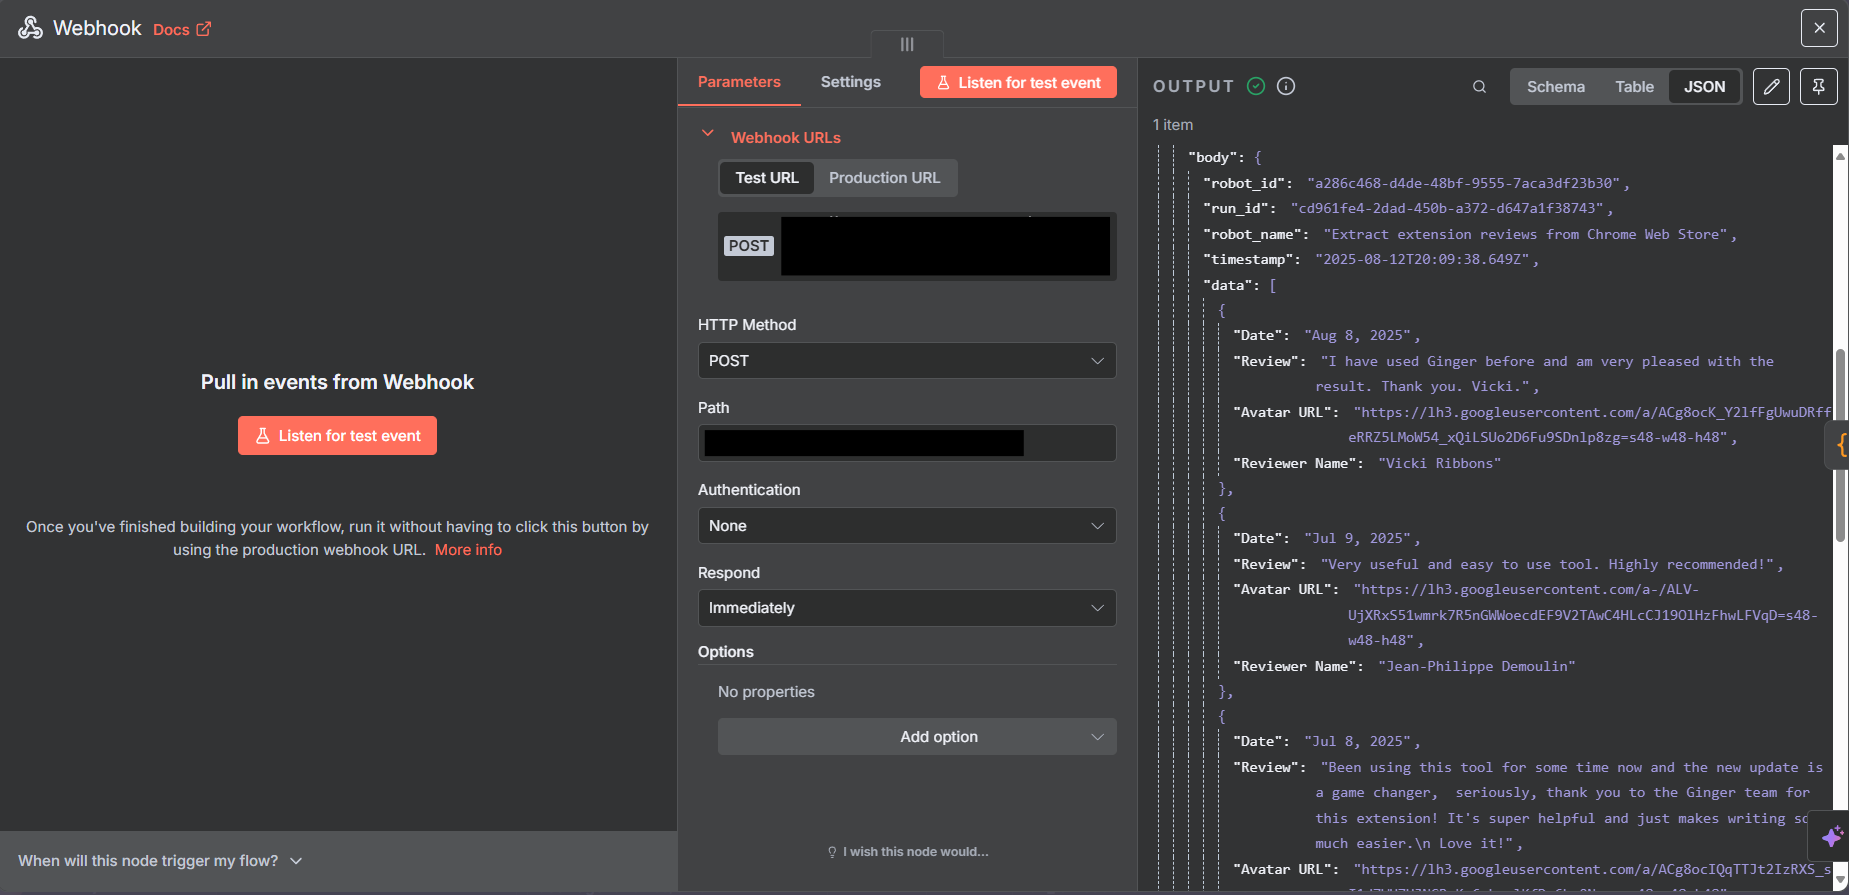 Webhook Docs
Pull in events from Webhook
Listen for test event
Once you've finished building your workflow, run it without having to click this button by
using the production webhook URL. More info
When will this node trigger my flow?
Parameters Settings Listen for test event
Webhook URLs
Test URL Production URL
POST
HTTP Method
POST
Path
Authentication
None
Respond
Immediately
Options
No properties
Add option
I wish this node would...
OUTPUT Schema Table JSON
1 item
"body": {
"robot_id": "a286c468-d4de-48bf-9555-7aca3df23b30",
"run_id": "cd961fe4-2dad-450b-a372-d647a1f38743",
"robot_name": "Extract extension reviews from Chrome Web Store",
"timestamp": "2025-08-12T20:09:38.649Z",
"data": [
{
"Date": "Aug 8, 2025",
"Review": "I have used Ginger before and am very pleased with the
result. Thank you. Vicki.",
"Avatar URL": "https://lh3.googleusercontent.com/a/ACg8ocK_Y2lfFgUwuDRff
eRRZ5LMoW54_xQiLSUo2D6Fu9SDnlp8zg=s48-w48-h48",
"Reviewer Name": "Vicki Ribbons"
},
{
"Date": "Jul 9, 2025",
"Review": "Very useful and easy to use tool. Highly recommended!",
"Avatar URL": "https://lh3.googleusercontent.com/a-/ALV-
UjXRxS51wmrk7R5nGWWoecdEF9V2TAwC4HLcCJ19OlHzFhwLFVqD=s48-
w48-h48",
"Reviewer Name": "Jean-Philippe Demoulin"
},
{
"Date": "Jul 8, 2025",
"Review": "Been using this tool for some time now and the new update is
a game changer,  seriously, thank you to the Ginger team for
this extension! It's super helpful and just makes writing so
much easier.\n Love it!",
"Avatar URL": "https://lh3.googleusercontent.com/a/ACg8ocIQqTTJt2IzRXS_s